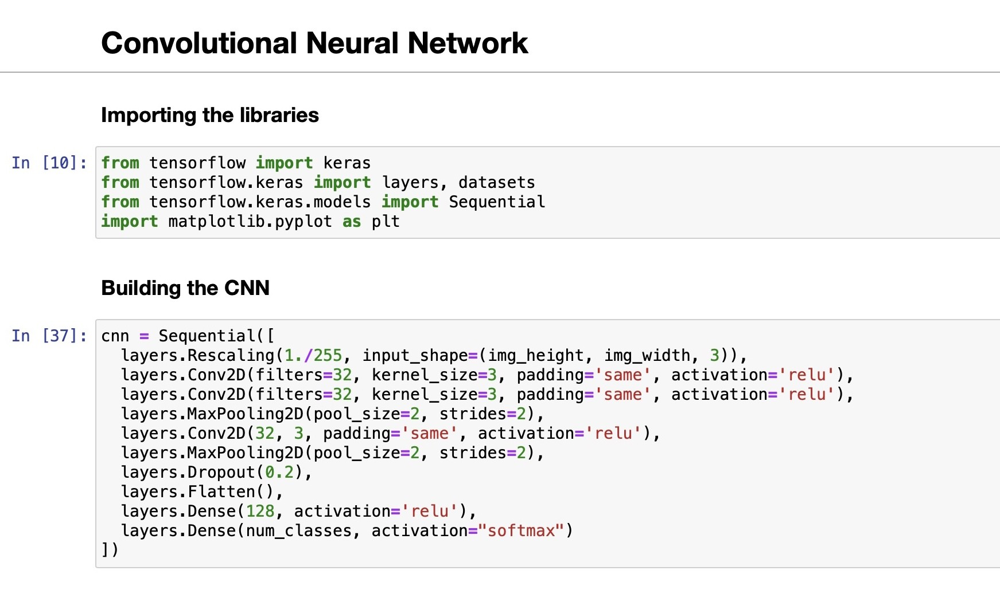 Convolutional Neural Network
Importing the libraries
In [10]:
from tensorflow import keras
from tensorflow.keras import layers, datasets
from tensorflow.keras.models import Sequential
import matplotlib.pyplot as plt
Building the CNN
In [37]:
cnn = Sequential([
  layers.Rescaling(1./255, input_shape=(img_height, img_width, 3)),
  layers.Conv2D(filters=32, kernel_size=3, padding='same', activation='relu'),
  layers.Conv2D(filters=32, kernel_size=3, padding='same', activation='relu'),
  layers.MaxPooling2D(pool_size=2, strides=2),
  layers.Conv2D(32, 3, padding='same', activation='relu'),
  layers.MaxPooling2D(pool_size=2, strides=2),
  layers.Dropout(0.2),
  layers.Flatten(),
  layers.Dense(128, activation='relu'),
  layers.Dense(num_classes, activation="softmax")
])